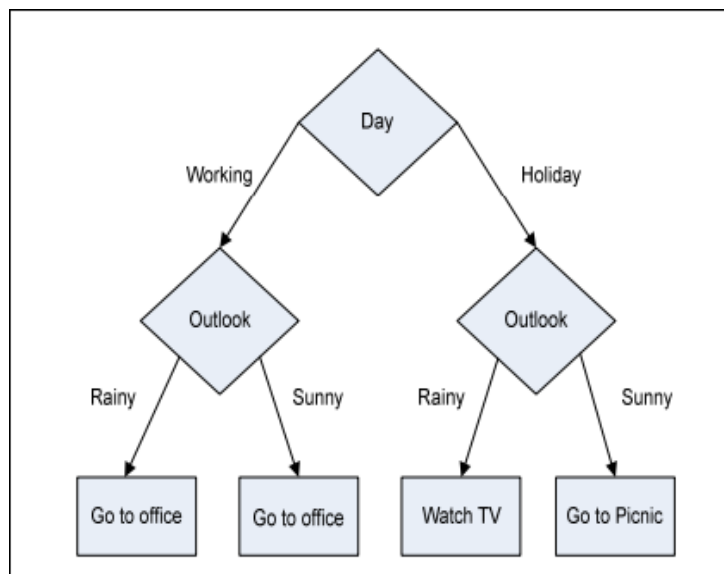 Day
Working
Holiday
Outlook
Outlook
Rainy
Sunny
Rainy
Sunny
Go to office
Go to office
Watch TV
Go to Picnic